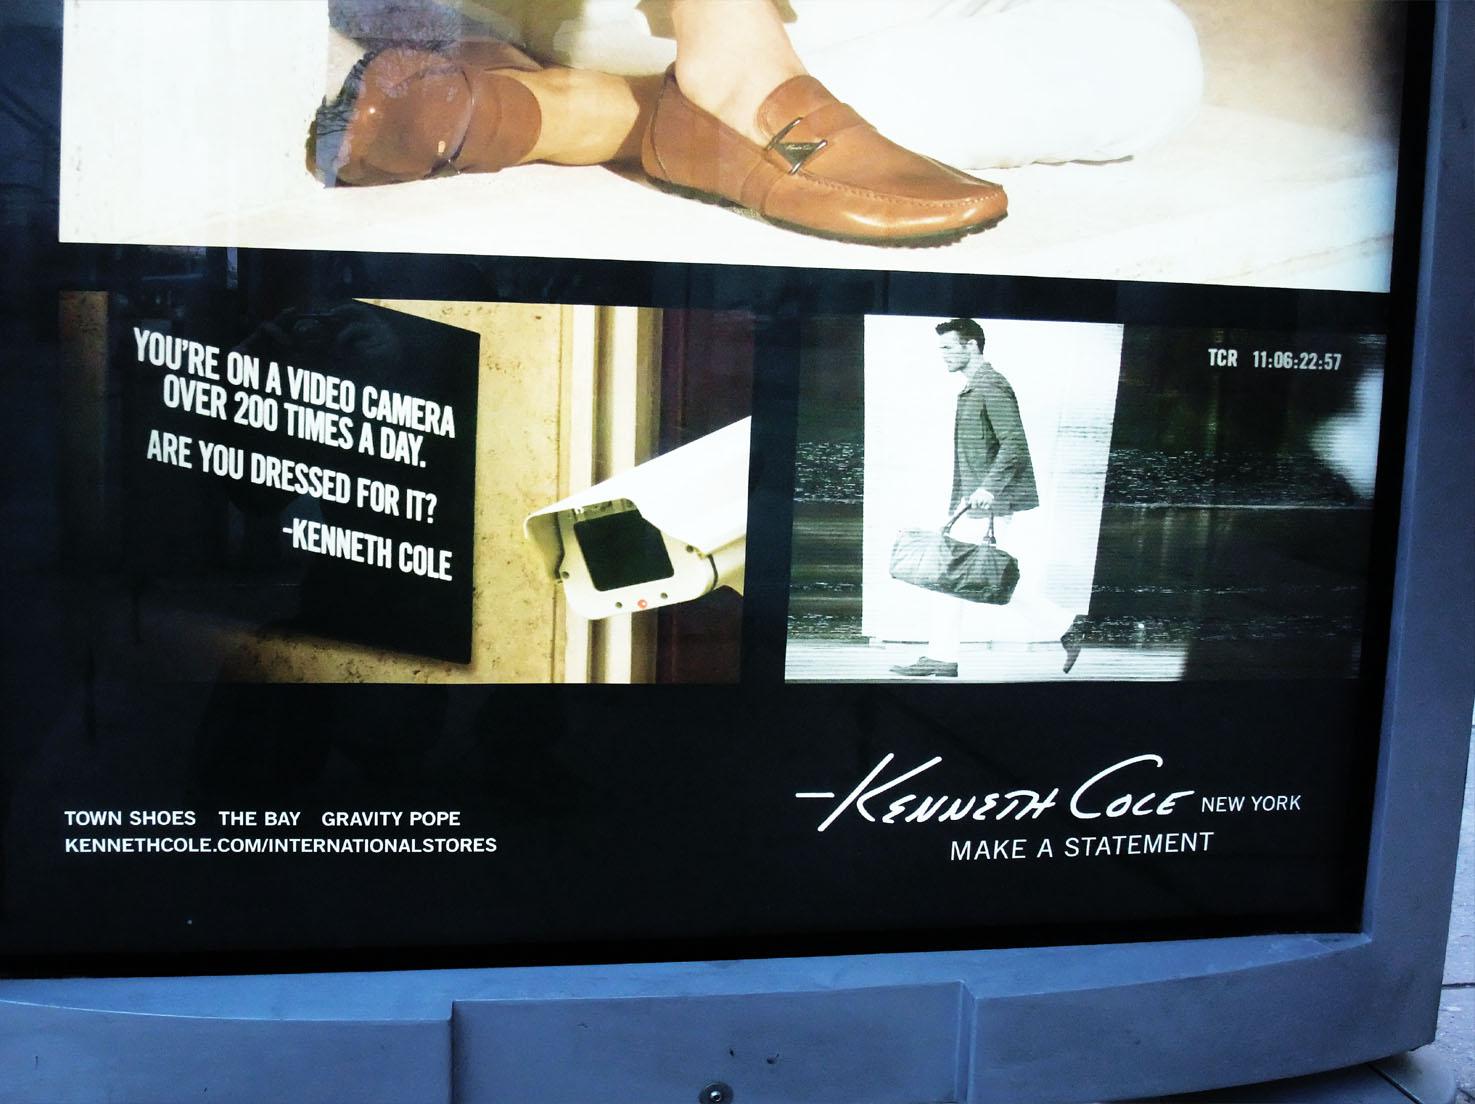 YOU'RE ON A VIDEO CAMERA
OVER 200 TIMES A DAY.
ARE YOU DRESSED FOR IT?
-KENNETH COLE
TCR 11:06:22:57
TOWN SHOES THE BAY GRAVITY POPE
KENNETHCOLE.COM/INTERNATIONALSTORES
-KENNETH COLE NEW YORK
MAKE A STATEMENT